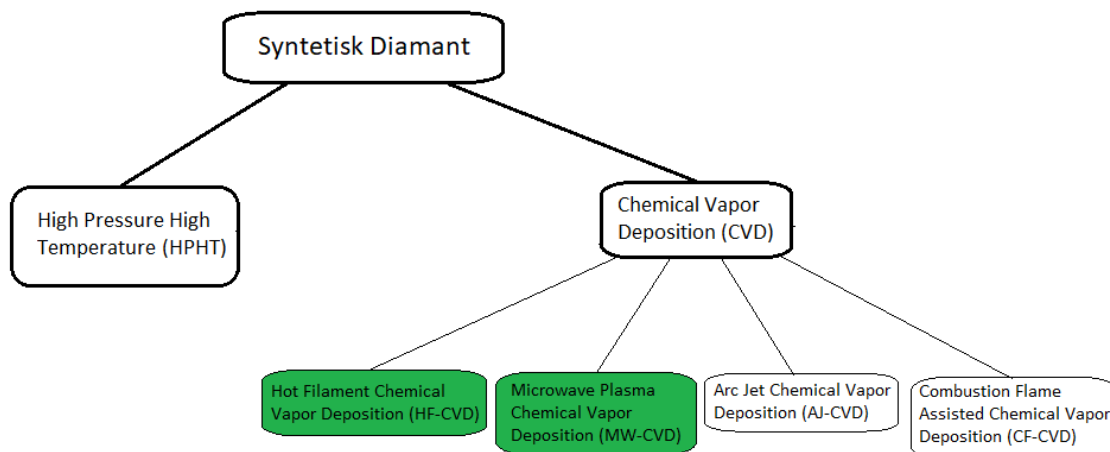 Syntetisk Diamant
High Pressure High
Temperature (HPHT)
Chemical Vapor
Deposition (CVD)
Hot Filament Chemical
Vapor Deposition (HF-CVD)
Microwave Plasma
Chemical Vapor
Deposition (MW-CVD)
Arc Jet Chemical Vapor
Deposition (AJ-CVD)
Combustion Flame
Assisted Chemical Vapor
Deposition (CF-CVD)